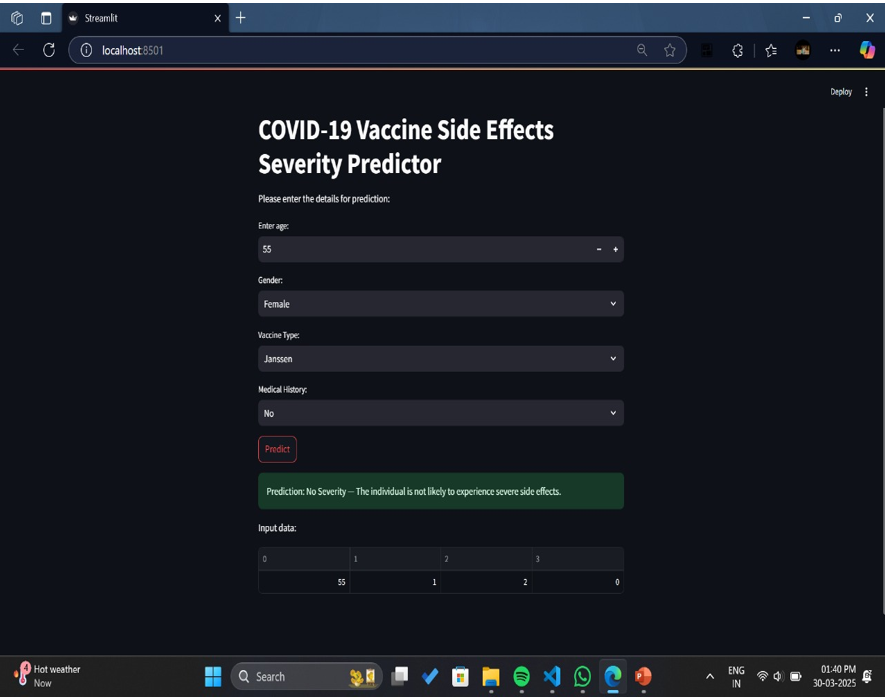 Streamlit
localhost:8501
Deploy
COVID-19 Vaccine Side Effects
Severity Predictor
Please enter the details for prediction:
Enter age:
55
Gender:
Female
Vaccine Type:
Janssen
Medical History:
No
Predict
Prediction: No Severity — The individual is not likely to experience severe side effects.
Input data:
0 1 2 3
55 1 2 0
4 Hot weather
Now
Search
ENG
IN
01:40 PM
30-03-2025